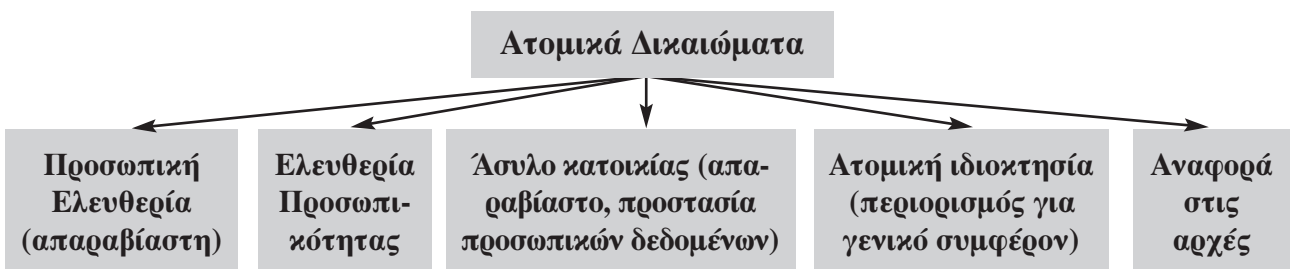 Ατομικά Δικαιώματα
Προσωπική
Ελευθερία
(απαραβίαστη)
Ελευθερία
Προσωπι-
κότητας
Άσυλο κατοικίας (απα-
ραβίαστο, προστασία
προσωπικών δεδομένων)
Ατομική ιδιοκτησία
(περιορισμός για
γενικό συμφέρον)
Αναφορά
στις
αρχές